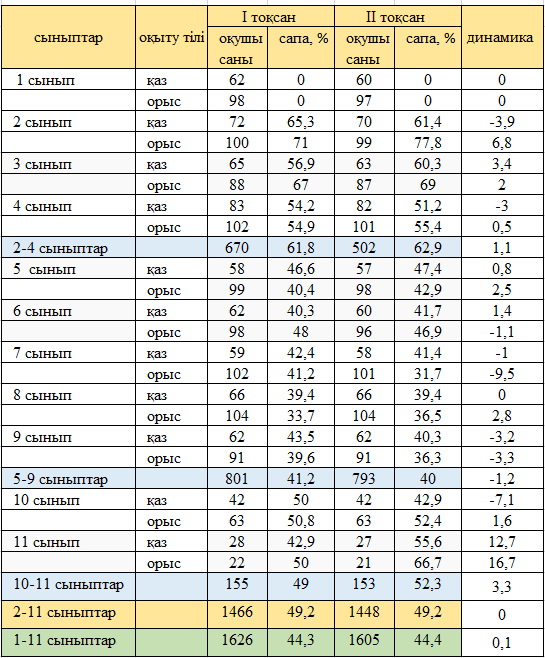 сыныптар оқыту тілі I тоқсан II тоқсан динамика
оқушы саны сапа, % оқушы саны сапа, %
1 сынып қаз 62 0 60 0 0
орыс 98 0 97 0 0
2 сынып қаз 72 65,3 70 61,4 -3,9
орыс 100 71 99 77,8 6,8
3 сынып қаз 65 56,9 63 60,3 3,4
орыс 88 67 87 69 2
4 сынып қаз 83 54,2 82 51,2 -3
орыс 102 54,9 101 55,4 0,5
2-4 сыныптар 670 61,8 502 62,9 1,1
5 сынып қаз 58 46,6 57 47,4 0,8
орыс 99 40,4 98 42,9 2,5
6 сынып қаз 62 40,3 60 41,7 1,4
орыс 98 48 96 46,9 -1,1
7 сынып қаз 59 42,4 58 41,4 -1
орыс 102 41,2 101 31,7 -9,5
8 сынып қаз 66 39,4 66 39,4 0
орыс 104 33,7 104 36,5 2,8
9 сынып қаз 62 43,5 62 40,3 -3,2
орыс 91 39,6 91 36,3 -3,3
5-9 сыныптар 801 41,2 793 40 -1,2
10 сынып қаз 42 50 42 42,9 -7,1
орыс 63 50,8 63 52,4 1,6
11 сынып қаз 28 42,9 27 55,6 12,7
орыс 22 50 21 66,7 16,7
10-11 сыныптар 155 49 153 52,3 3,3
2-11 сыныптар 1466 49,2 1448 49,2 0
1-11 сыныптар 1626 44,3 1605 44,4 0,1